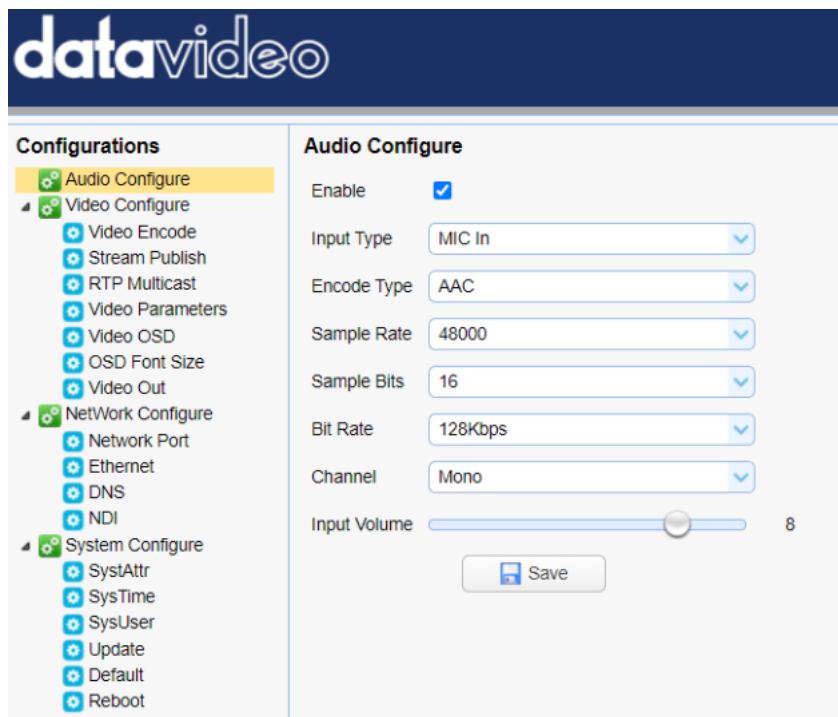 datavideo
Configurations
Audio Configure
Video Configure
Video Encode
Stream Publish
RTP Multicast
Video Parameters
Video OSD
OSD Font Size
Video Out
NetWork Configure
Network Port
Ethernet
DNS
NDI
System Configure
SystAttr
SysTime
SysUser
Update
Default
Reboot
Audio Configure
Enable
Input Type MIC In
Encode Type AAC
Sample Rate 48000
Sample Bits 16
Bit Rate 128Kbps
Channel Mono
Input Volume 8
Save